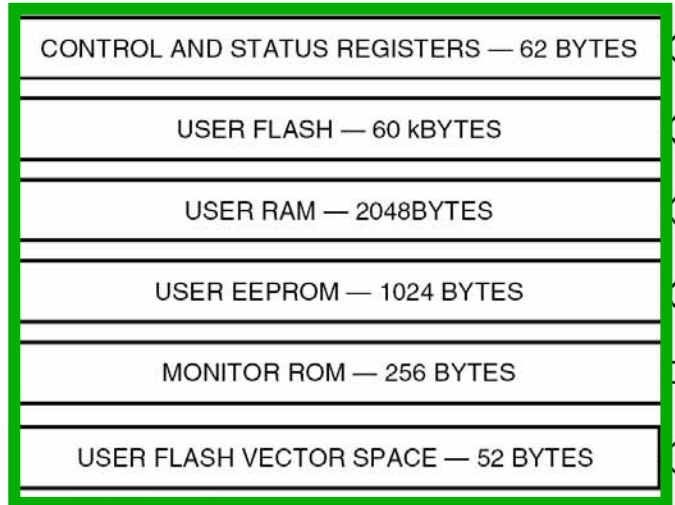 CONTROL AND STATUS REGISTERS — 62 BYTES
USER FLASH — 60 kBYTES
USER RAM — 2048BYTES
USER EEPROM — 1024 BYTES
MONITOR ROM — 256 BYTES
USER FLASH VECTOR SPACE — 52 BYTES